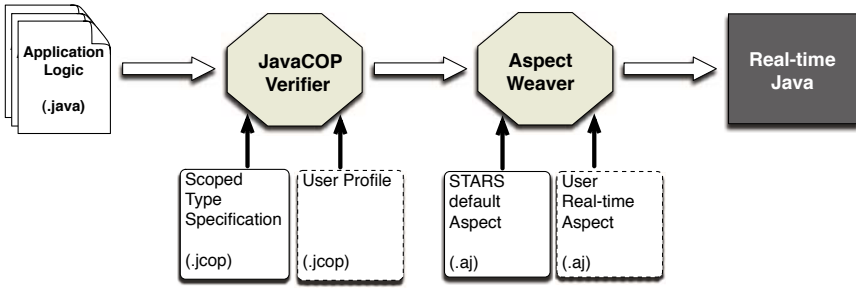 Application
Logic
(.java)
JavaCOP
Verifier
Aspect
Weaver
Real-time
Java
Scoped
Type
Specification
(.jcop)
User Profile
(.jcop)
STARS
default
Aspect
(.aj)
User
Real-time
Aspect
(.aj)